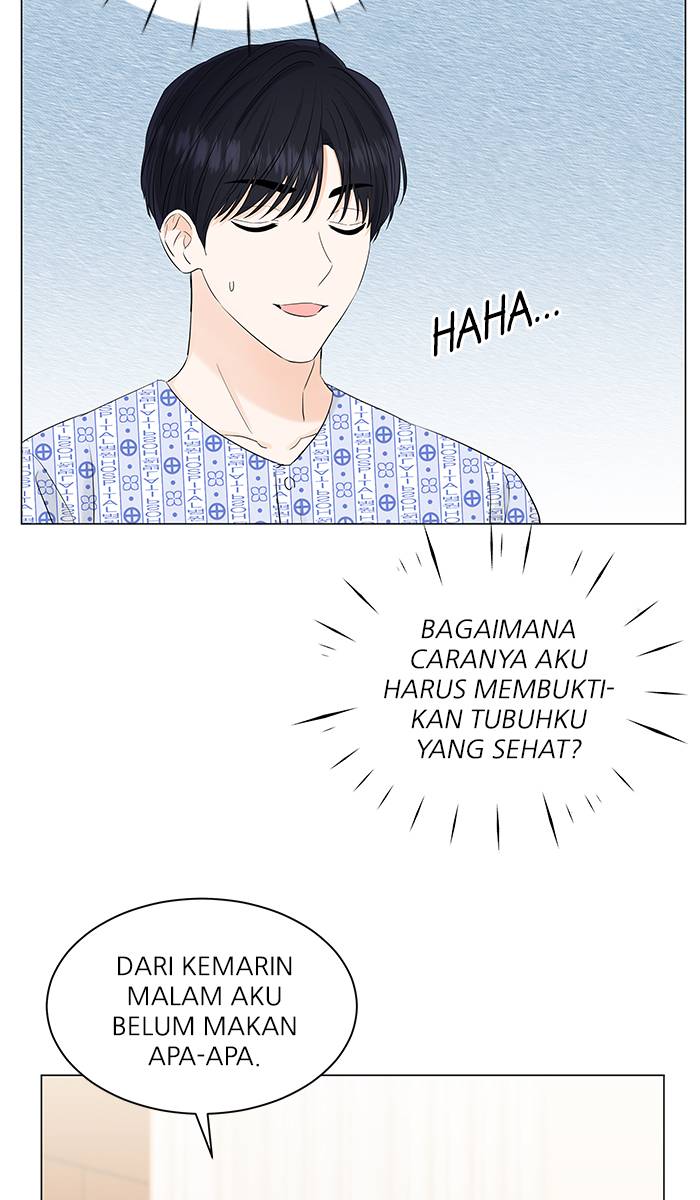 HAHA...
BAGAIMANA
CARANYA AKU
HARUS MEMBUKTI-
KAN TUBUHKU
YANG SEHAT?
DARI KEMARIN
MALAM AKU
BELUM MAKAN
APA-APA.